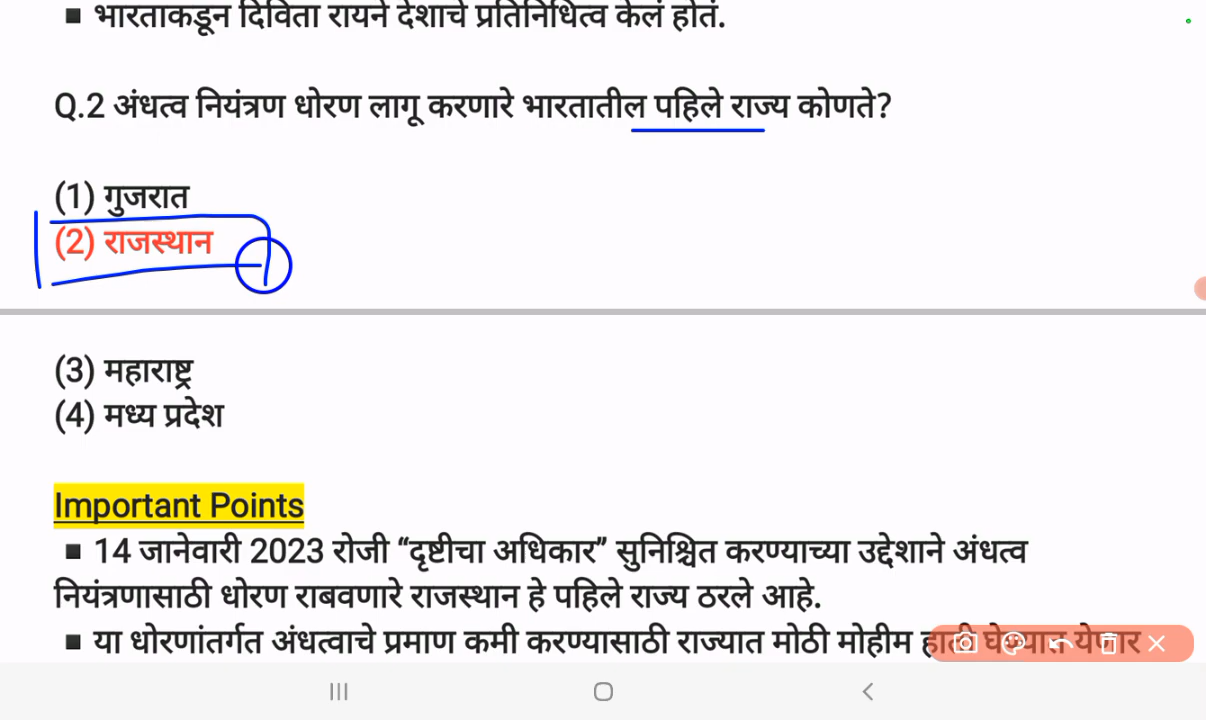 ▪ भारताकडून दिविता रायने देशाचे प्रतिनिधित्व केलं होतं.
Q.2 अंधत्व नियंत्रण धोरण लागू करणारे भारतातील पहिले राज्य कोणते?
(1) गुजरात
(2) राजस्थान
(3) महाराष्ट्र
(4) मध्य प्रदेश
Important Points
▪ 14 जानेवारी 2023 रोजी “दृष्टीचा अधिकार” सुनिश्चित करण्याच्या उद्देशाने अंधत्व
नियंत्रणासाठी धोरण राबवणारे राजस्थान हे पहिले राज्य ठरले आहे.
▪ या धोरणांतर्गत अंधत्वाचे प्रमाण कमी करण्यासाठी राज्यात मोठी मोहीम हाती घेण्यात येणार